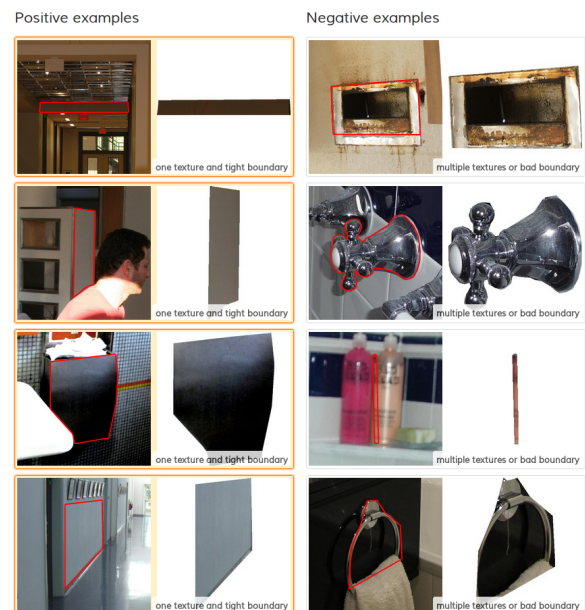 Positive examples
Negative examples
one texture and tight boundary
multiple textures or bad boundary
one texture and tight boundary
multiple textures or bad boundary
one texture and tight boundary
multiple textures or bad boundary
one texture and tight boundary
multiple textures or bad boundary